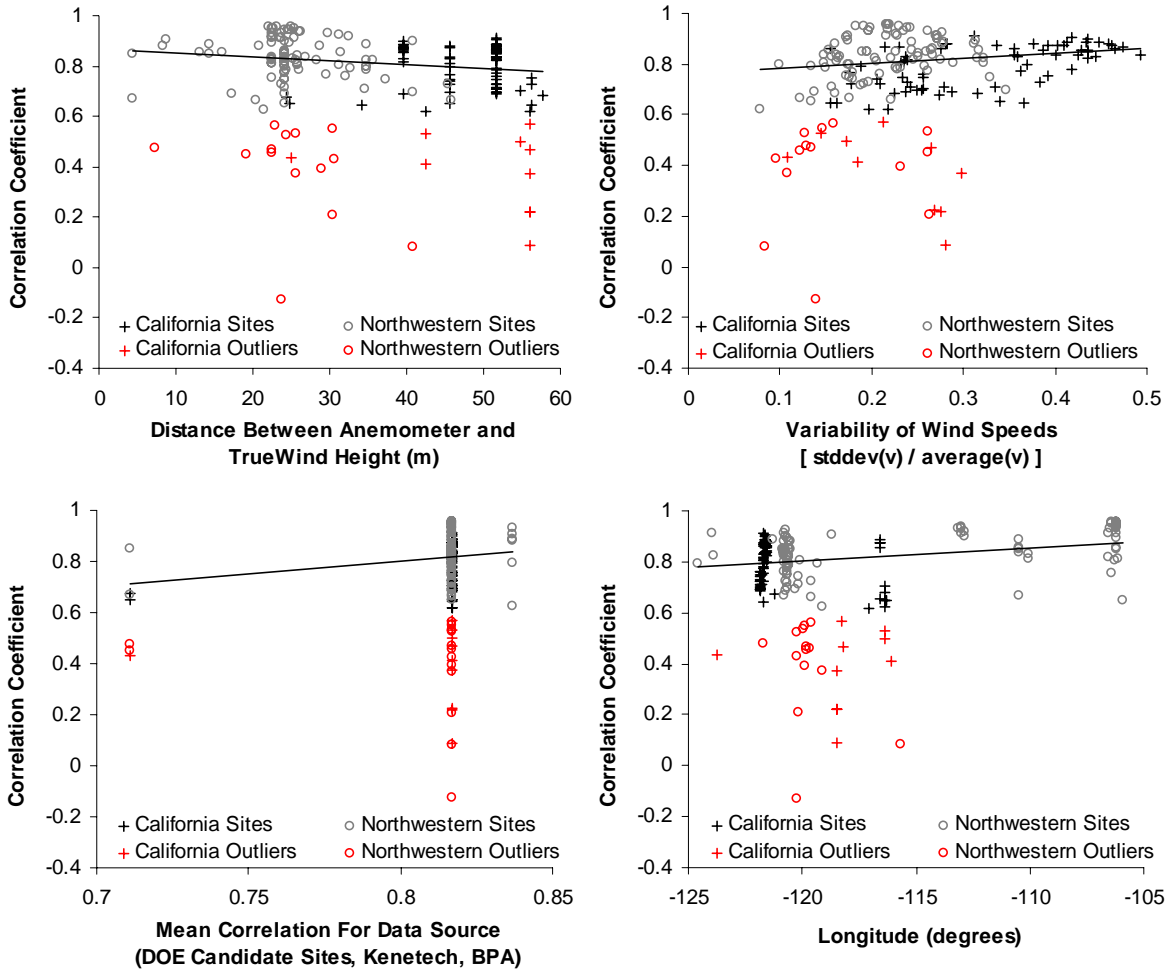 1
0.8
0.6
0.4
0.2
0
-0.2
-0.4
Correlation Coefficient
California Sites
Northwestern Sites
California Outliers
Northwestern Outliers
0 10 20 30 40 50 60
Distance Between Anemometer and
TrueWind Height (m)
1
0.8
0.6
0.4
0.2
0
-0.2
-0.4
Correlation Coefficient
California Sites
Northwestern Sites
California Outliers
Northwestern Outliers
0.0 0.1 0.2 0.3 0.4 0.5
Variability of Wind Speeds
[ stddev(v) / average(v) ]
1
0.8
0.6
0.4
0.2
0
-0.2
-0.4
Correlation Coefficient
California Sites
Northwestern Sites
California Outliers
Northwestern Outliers
0.7 0.75 0.8 0.85
Mean Correlation For Data Source
(DOE Candidate Sites, Kenetech, BPA)
1
0.8
0.6
0.4
0.2
0
-0.2
-0.4
Correlation Coefficient
California Sites
Northwestern Sites
California Outliers
Northwestern Outliers
-125 -120 -115 -110 -105
Longitude (degrees)